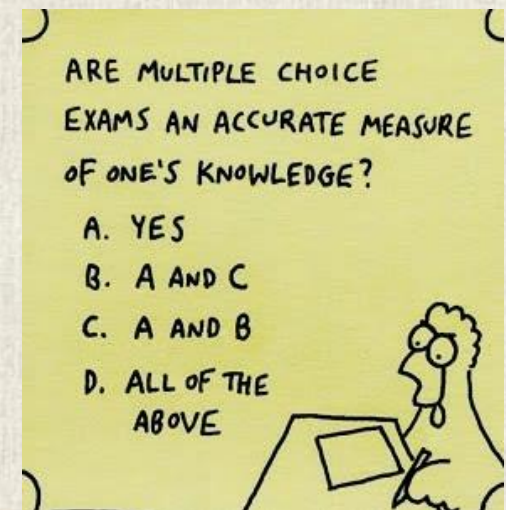 ARE MULTIPLE CHOICE
EXAMS AN ACCURATE MEASURE
OF ONE'S KNOWLEDGE?
A. YES
B. A AND C
C. A AND B
D. ALL OF THE
ABOVE